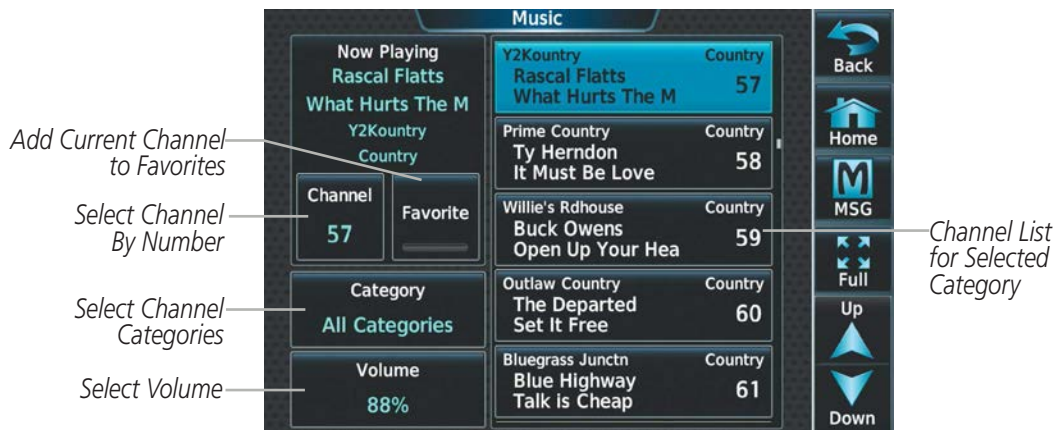 Music
Now Playing
Rascal Flatts
What Hurts The M
Y2Kountry
Country
Channel
57
Favorite
Category
All Categories
Volume
88%
Y2Kountry Country
Rascal Flatts 57
What Hurts The M
Prime Country Country
Ty Herndon 58
It Must Be Love
Willie's Rdhouse Country
Buck Owens 59
Open Up Your Hea
Outlaw Country Country
The Departed 60
Set It Free
Bluegrass Junctn Country
Blue Highway 61
Talk is Cheap
Back
Home
MSG
Full
Up
Down
Add Current Channel
to Favorites
Select Channel
By Number
Select Channel
Categories
Select Volume
Channel List
for Selected
Category